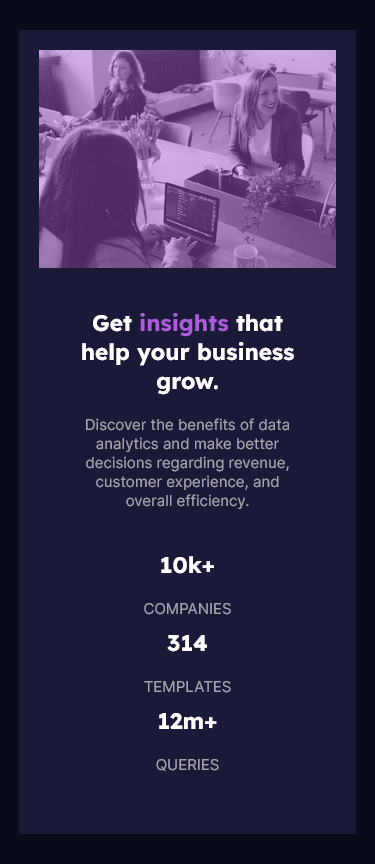 Get insights that
help your business
grow.
Discover the benefits of data
analytics and make better
decisions regarding revenue,
customer experience, and
overall efficiency.
10k+
COMPANIES
314
TEMPLATES
12m+
QUERIES